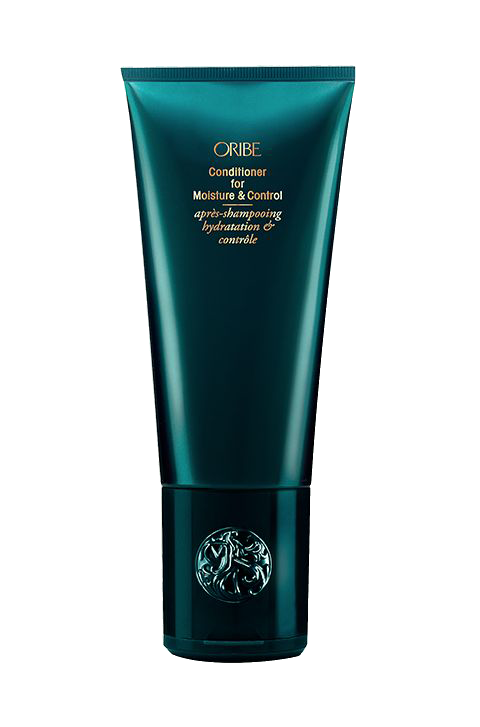 ORIBE
Conditioner
for
Moisture & Control
après-shampooing
hydratation &
contrôle